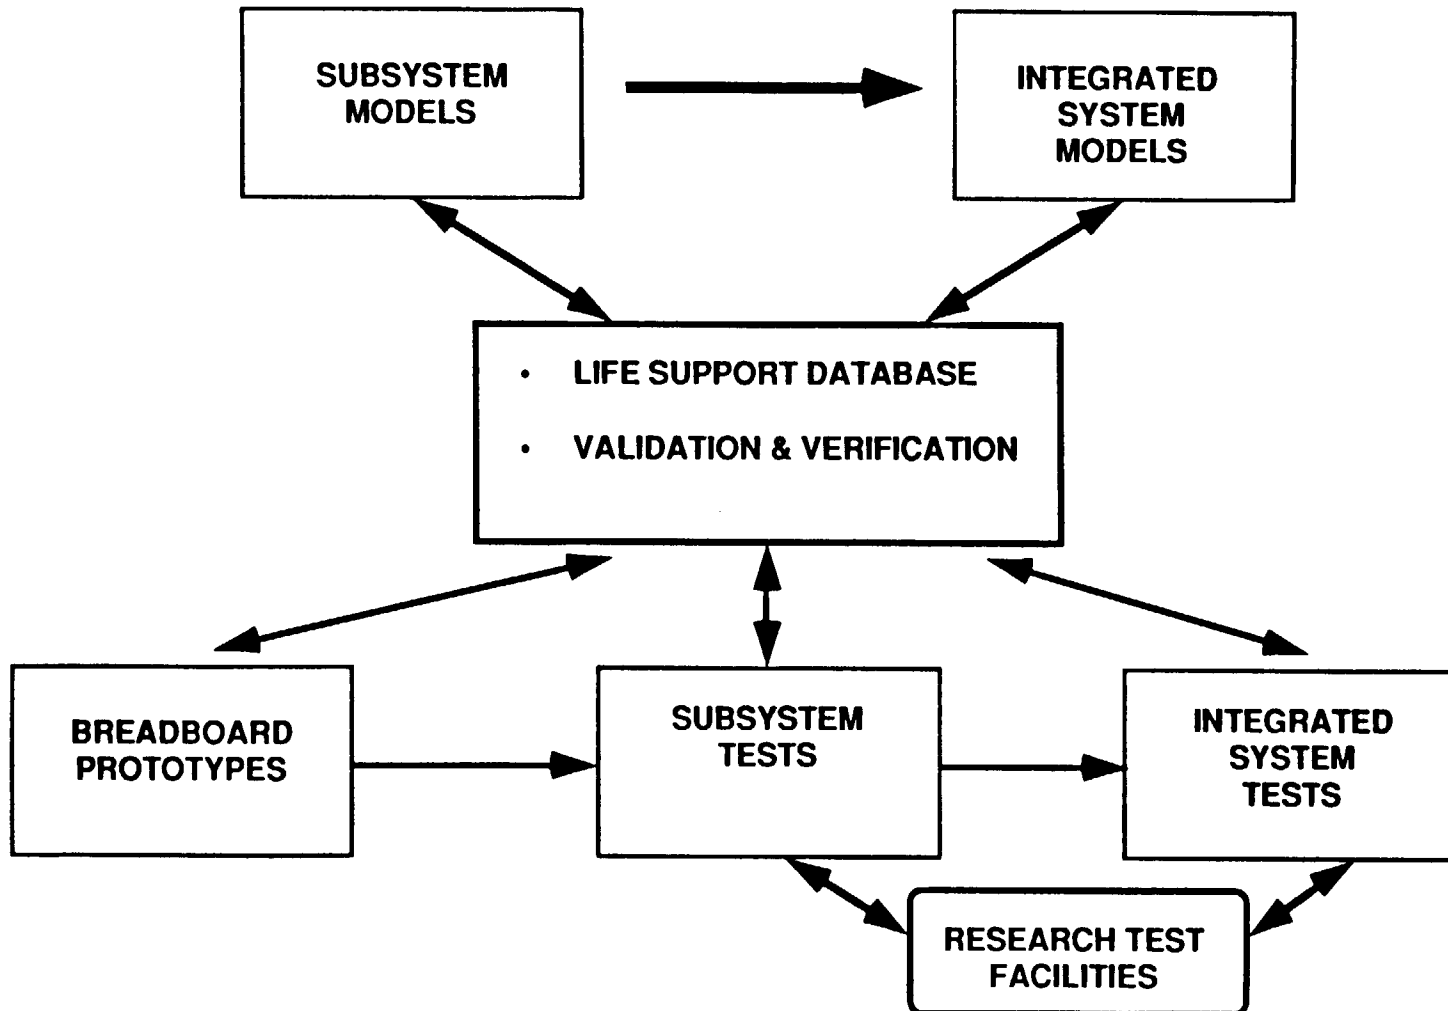 SUBSYSTEM
MODELS
INTEGRATED
SYSTEM
MODELS
• LIFE SUPPORT DATABASE
• VALIDATION & VERIFICATION
BREADBOARD
PROTOTYPES
SUBSYSTEM
TESTS
INTEGRATED
SYSTEM
TESTS
RESEARCH TEST
FACILITIES